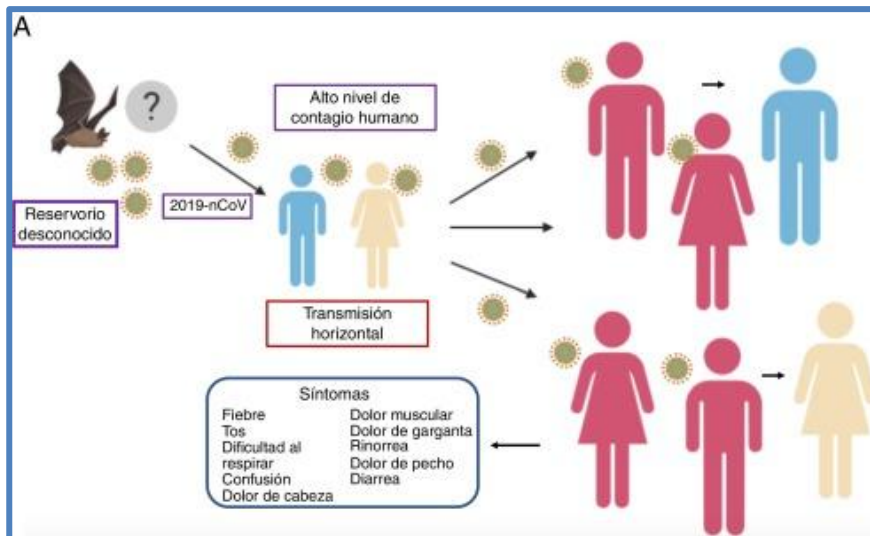 A
?
Alto nivel de
contagio humano
Reservorio
desconocido
2019-nCoV
Transmisión
horizontal
Síntomas
Fiebre
Tos
Dificultad al
respirar
Confusión
Dolor de cabeza
Dolor muscular
Dolor de garganta
Rinorrea
Dolor de pecho
Diarrea